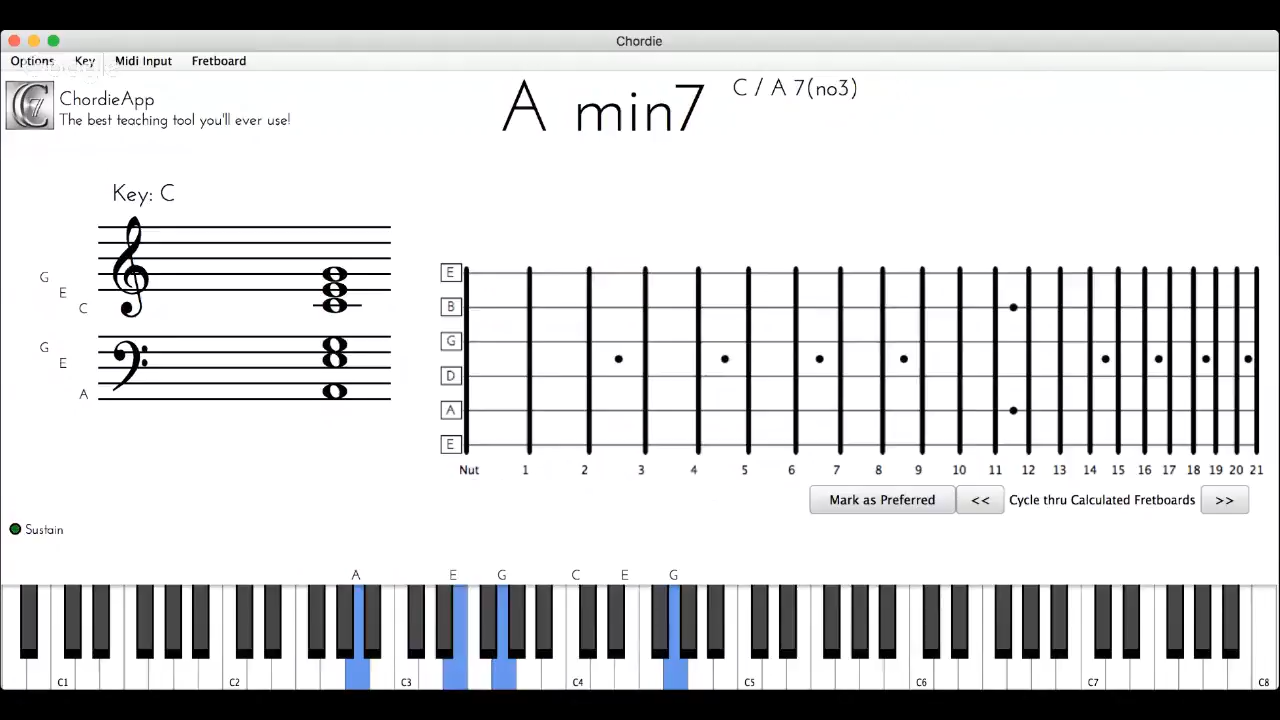 Chordie
Options Key Midi Input Fretboard
C7
ChordieApp
The best teaching tool you'll ever use!
A min7 C / A 7(no3)
Key: C
G
E
C
G
E
A
E
B
G
D
A
E
Nut 1 2 3 4 5 6 7 8 9 10 11 12 13 14 15 16 17 18 19 20 21
Mark as Preferred << Cycle thru Calculated Fretboards >>
Sustain
A E G C E G
C1 C2 C3 C4 C5 C6 C7 C8